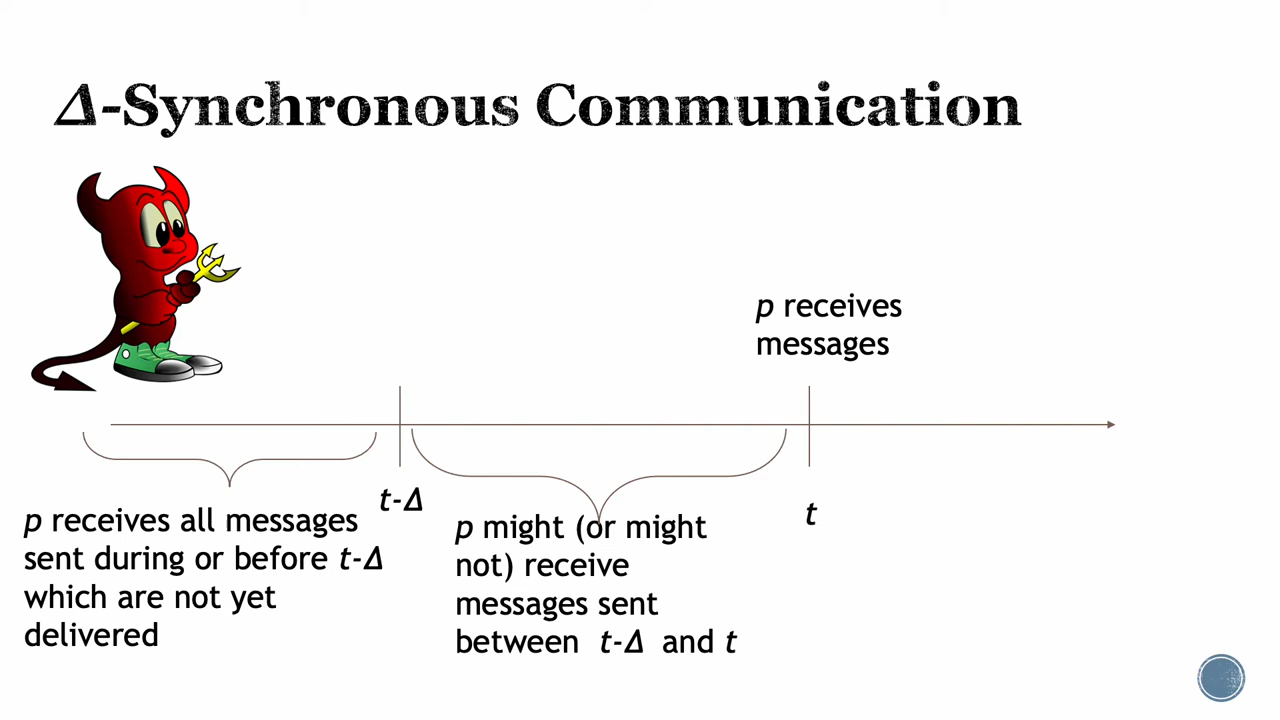 Δ-Synchronous Communication
p receives
messages
t-Δ
t
p receives all messages
sent during or before t-Δ
which are not yet
delivered
p might (or might
not) receive
messages sent
between t-Δ and t